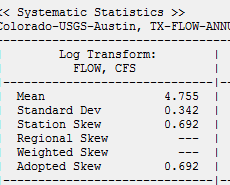 << Systematic Statistics >>
Colorado-USGS-Austin, TX-FLOW-ANNU
Log Transform:
FLOW, CFS
Mean 4.755
Standard Dev 0.342
Station Skew 0.692
Regional Skew ---
Weighted Skew ---
Adopted Skew 0.692